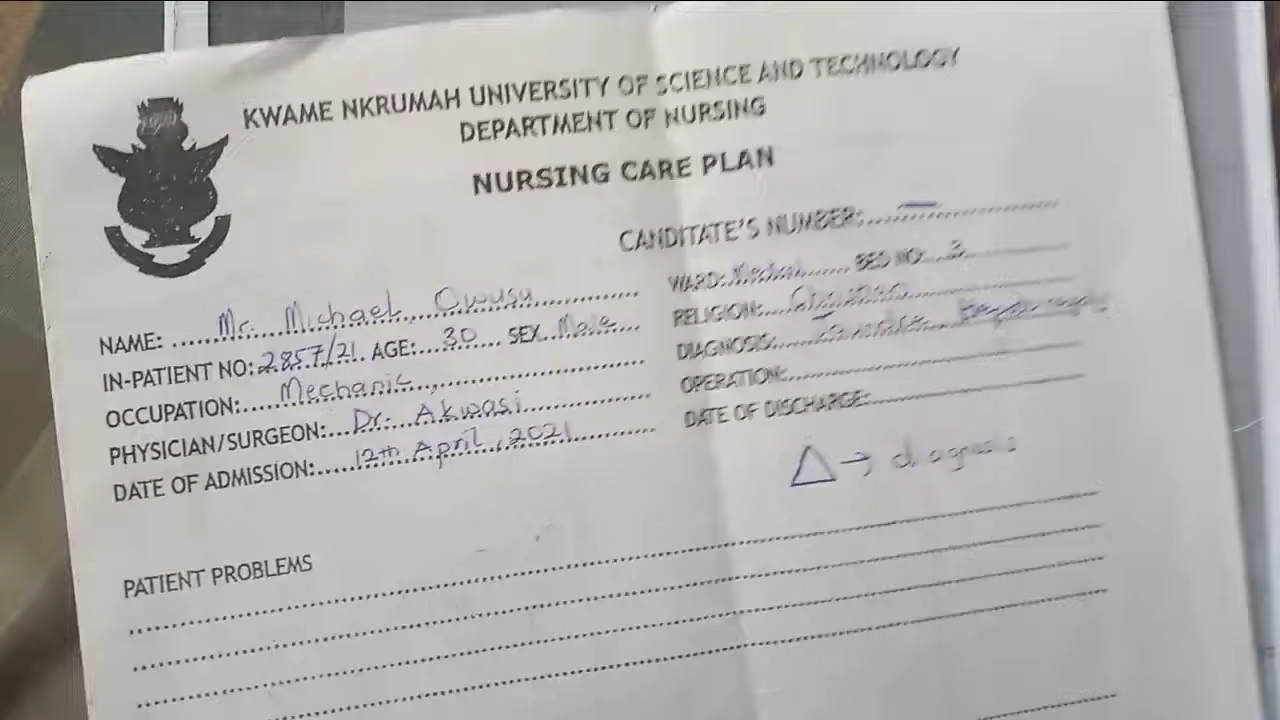 KWAME NKRUMAH UNIVERSITY OF SCIENCE AND TECHNOLOGY
DEPARTMENT OF NURSING
NURSING CARE PLAN
CANDITATE'S NUMBER:..... —
NAME: ..... Mr. Michael Owusu
IN-PATIENT NO: 2857/21. AGE: 30 SEX Male
OCCUPATION: Mechanic
PHYSICIAN/SURGEON: Dr. Akwasi
DATE OF ADMISSION: 12th April, 2021
WARD: BED NO: 2
RELIGION:
DIAGNOSIS:
OPERATION:
DATE OF DISCHARGE:
△ → diagnosis
PATIENT PROBLEMS